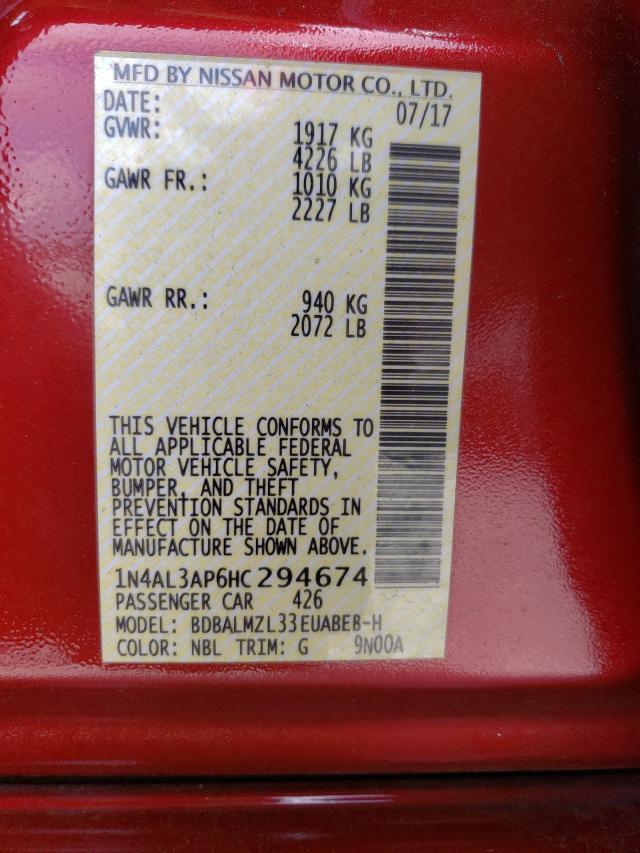 MFD BY NISSAN MOTOR CO., LTD.
DATE: 07/17
GVWR: 1917 KG
4226 LB
GAWR FR.: 1010 KG
2227 LB
GAWR RR.: 940 KG
2072 LB
THIS VEHICLE CONFORMS TO
ALL APPLICABLE FEDERAL
MOTOR VEHICLE SAFETY,
BUMPER, AND THEFT
PREVENTION STANDARDS IN
EFFECT ON THE DATE OF
MANUFACTURE SHOWN ABOVE.
1N4AL3AP6HC294674
PASSENGER CAR 426
MODEL: BDBALMZL33EUABEB-H
COLOR: NBL TRIM: G 9N00A